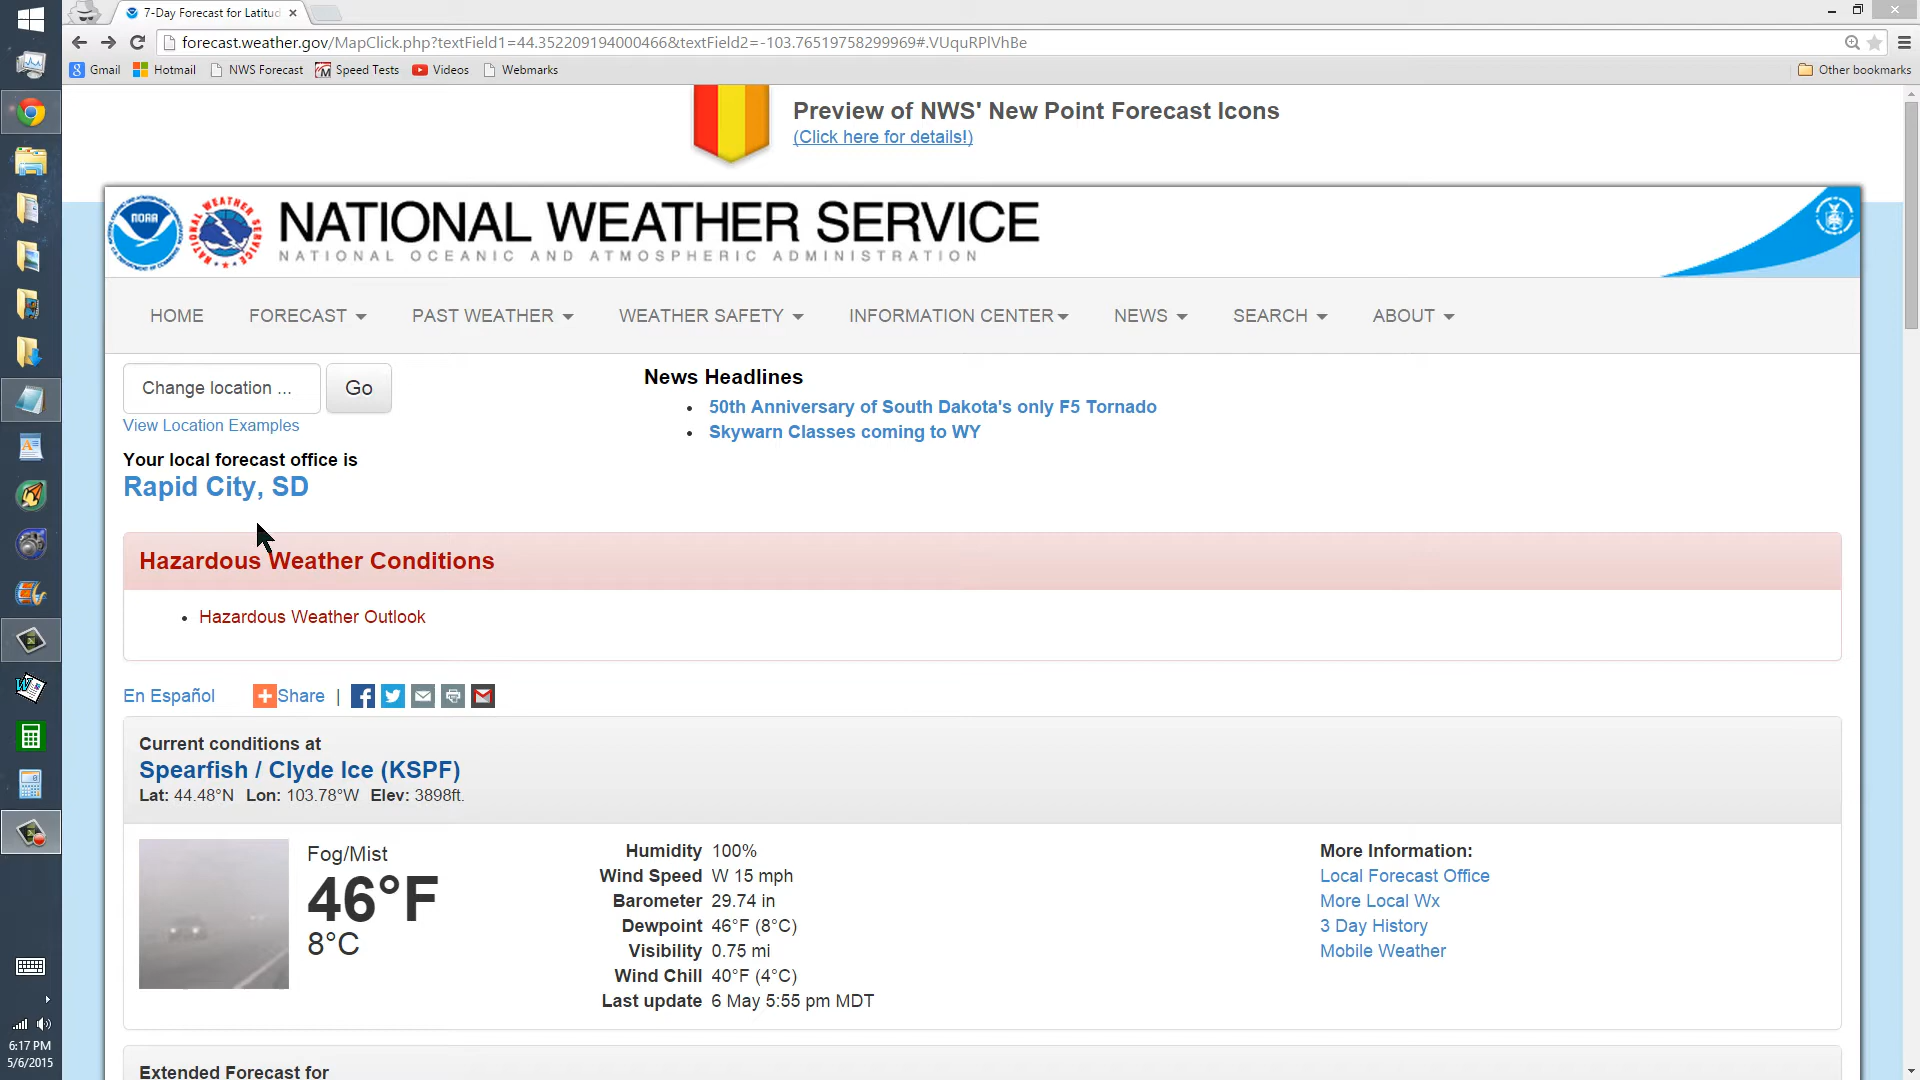 7-Day Forecast for Latitud
forecast.weather.gov/MapClick.php?textField1=44.352209194000466&textField2=-103.76519758299969#.VUquRPlVhBe
Gmail Hotmail NWS Forecast Speed Tests Videos Webmarks Other bookmarks
Preview of NWS' New Point Forecast Icons
(Click here for details!)
NOAA
NATIONAL WEATHER SERVICE
NATIONAL OCEANIC AND ATMOSPHERIC ADMINISTRATION
HOME FORECAST PAST WEATHER WEATHER SAFETY INFORMATION CENTER NEWS SEARCH ABOUT
Change location ... Go
View Location Examples
News Headlines
50th Anniversary of South Dakota's only F5 Tornado
Skywarn Classes coming to WY
Your local forecast office is
Rapid City, SD
Hazardous Weather Conditions
Hazardous Weather Outlook
En Español Share |
Current conditions at
Spearfish / Clyde Ice (KSPF)
Lat: 44.48°N Lon: 103.78°W Elev: 3898ft.
Fog/Mist
46°F
8°C
Humidity 100%
Wind Speed W 15 mph
Barometer 29.74 in
Dewpoint 46°F (8°C)
Visibility 0.75 mi
Wind Chill 40°F (4°C)
Last update 6 May 5:55 pm MDT
More Information:
Local Forecast Office
More Local Wx
3 Day History
Mobile Weather
Extended Forecast for
6:17 PM
5/6/2015